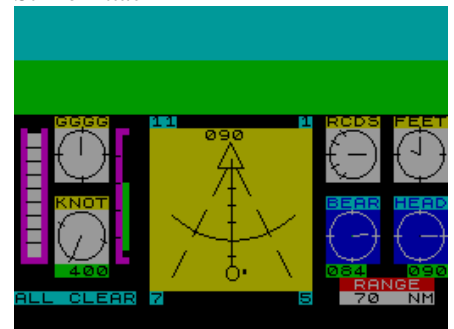 GGGG 11 1 RCDS FEET
090
KNOT BEAR HEAD
400 084 090
RANGE
ALL CLEAR 7 5 70 NM